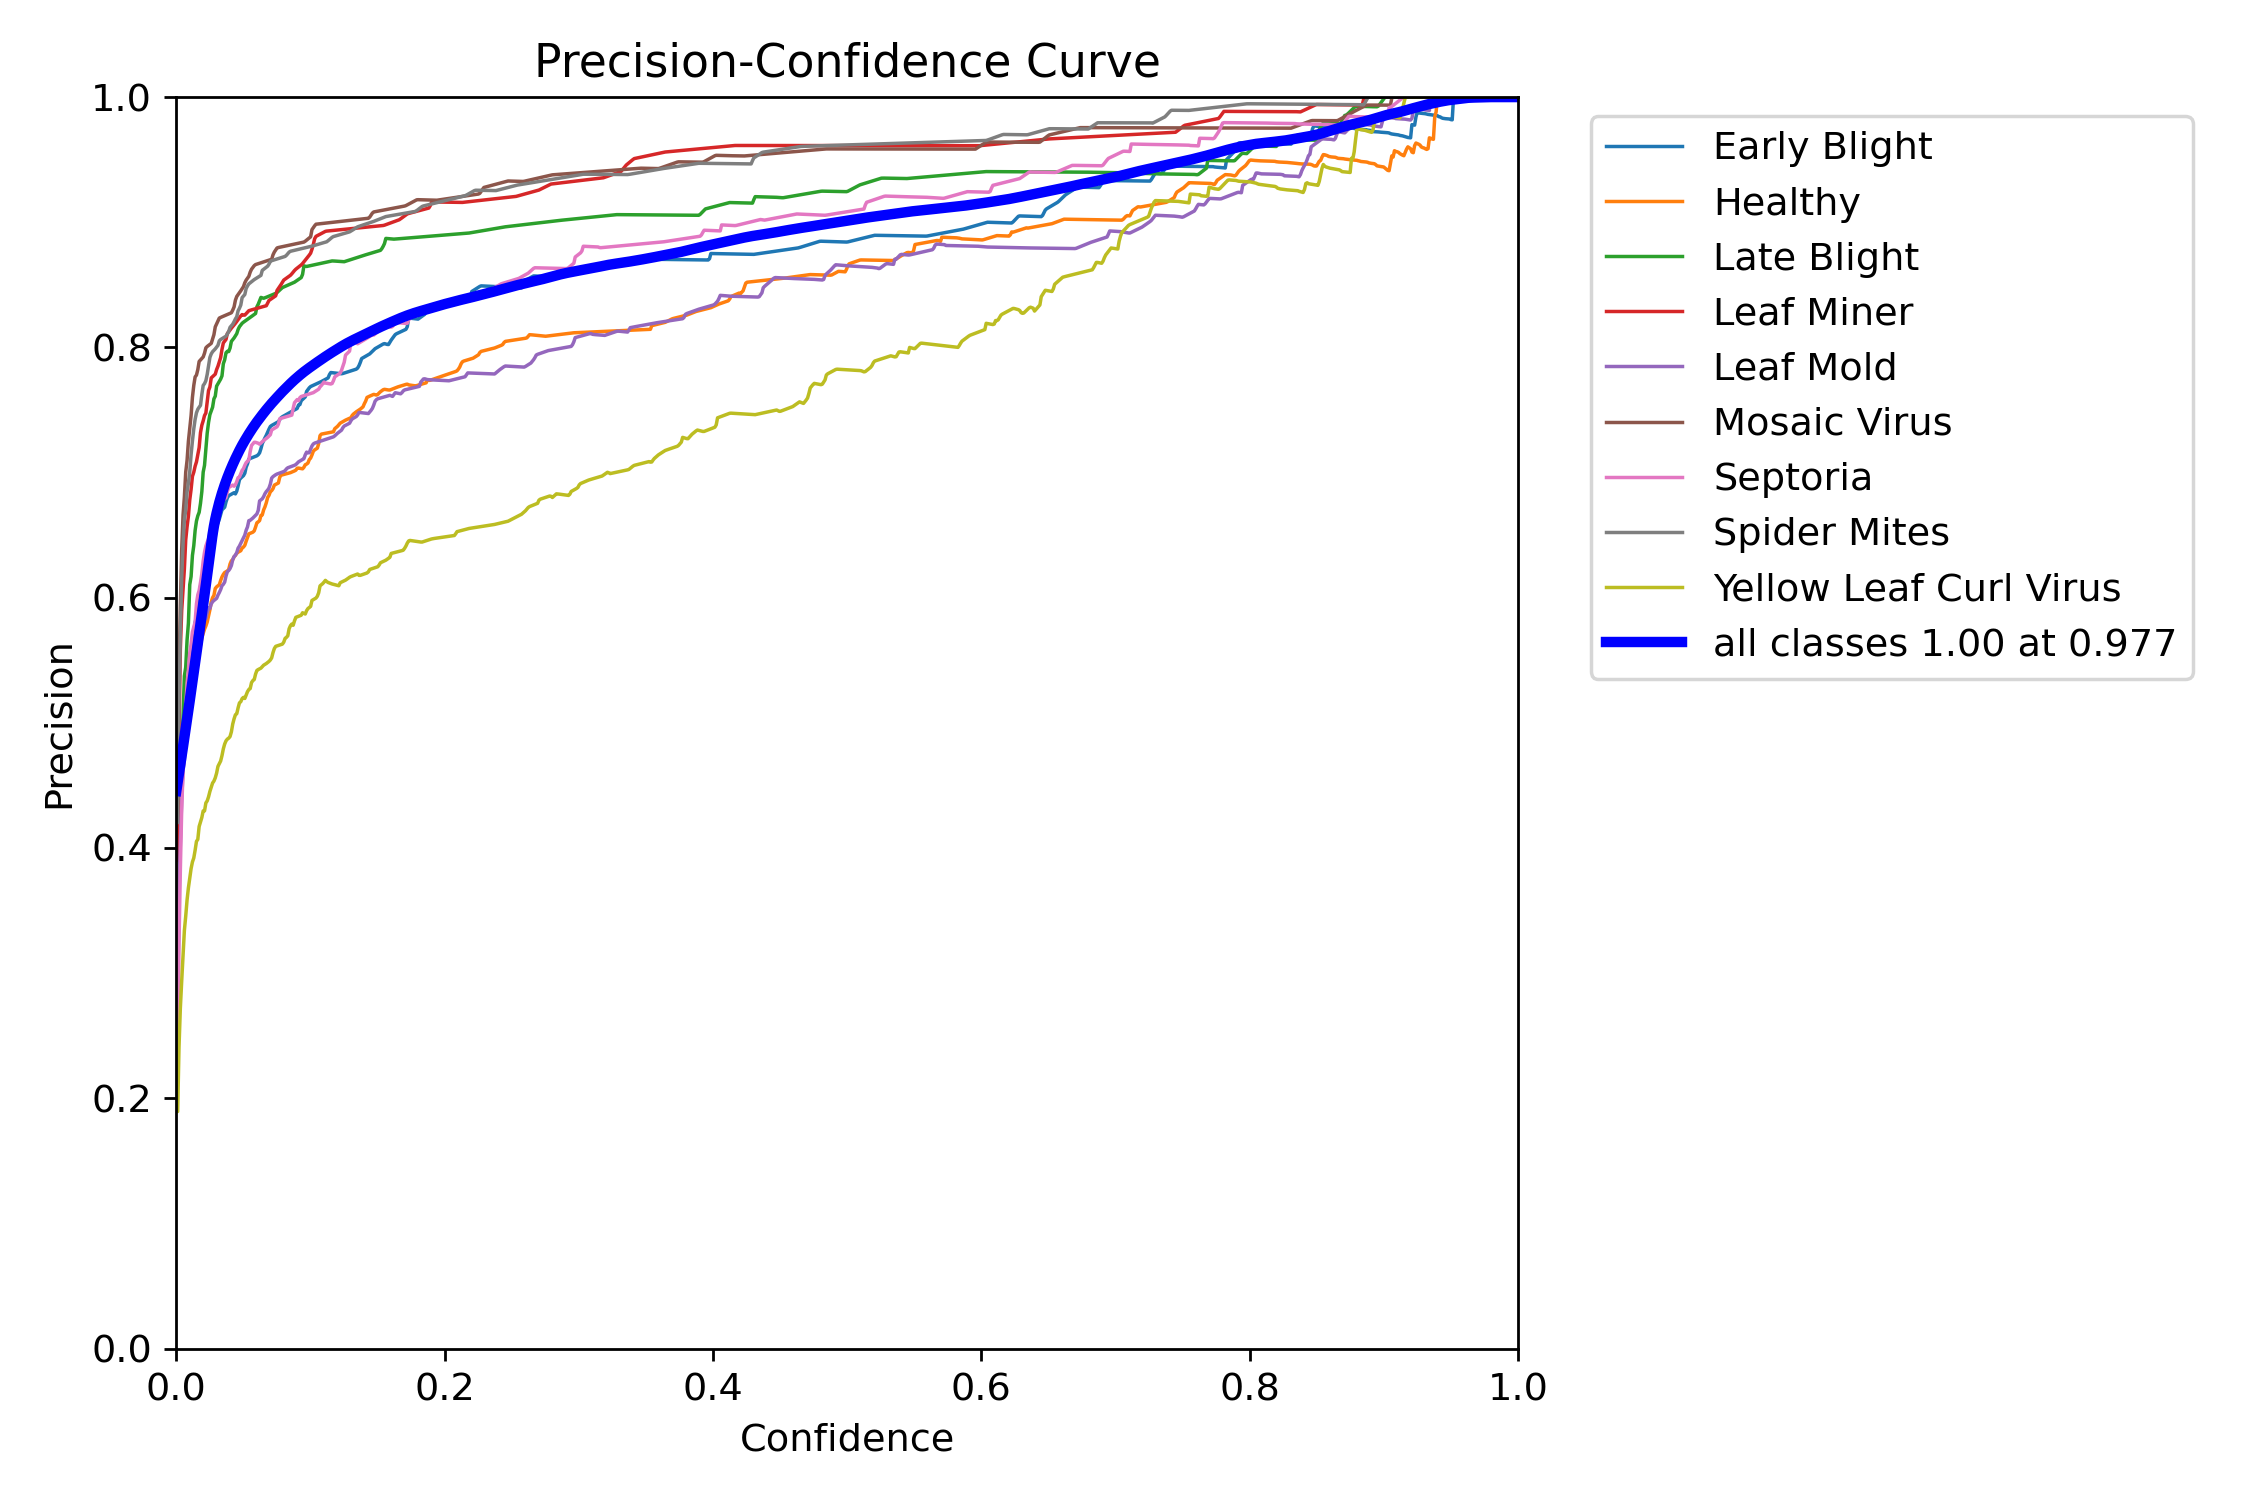 Precision-Confidence Curve
1.0
0.8
0.6
0.4
0.2
0.0
Precision
0.0 0.2 0.4 0.6 0.8 1.0
Confidence
Early Blight
Healthy
Late Blight
Leaf Miner
Leaf Mold
Mosaic Virus
Septoria
Spider Mites
Yellow Leaf Curl Virus
all classes 1.00 at 0.977